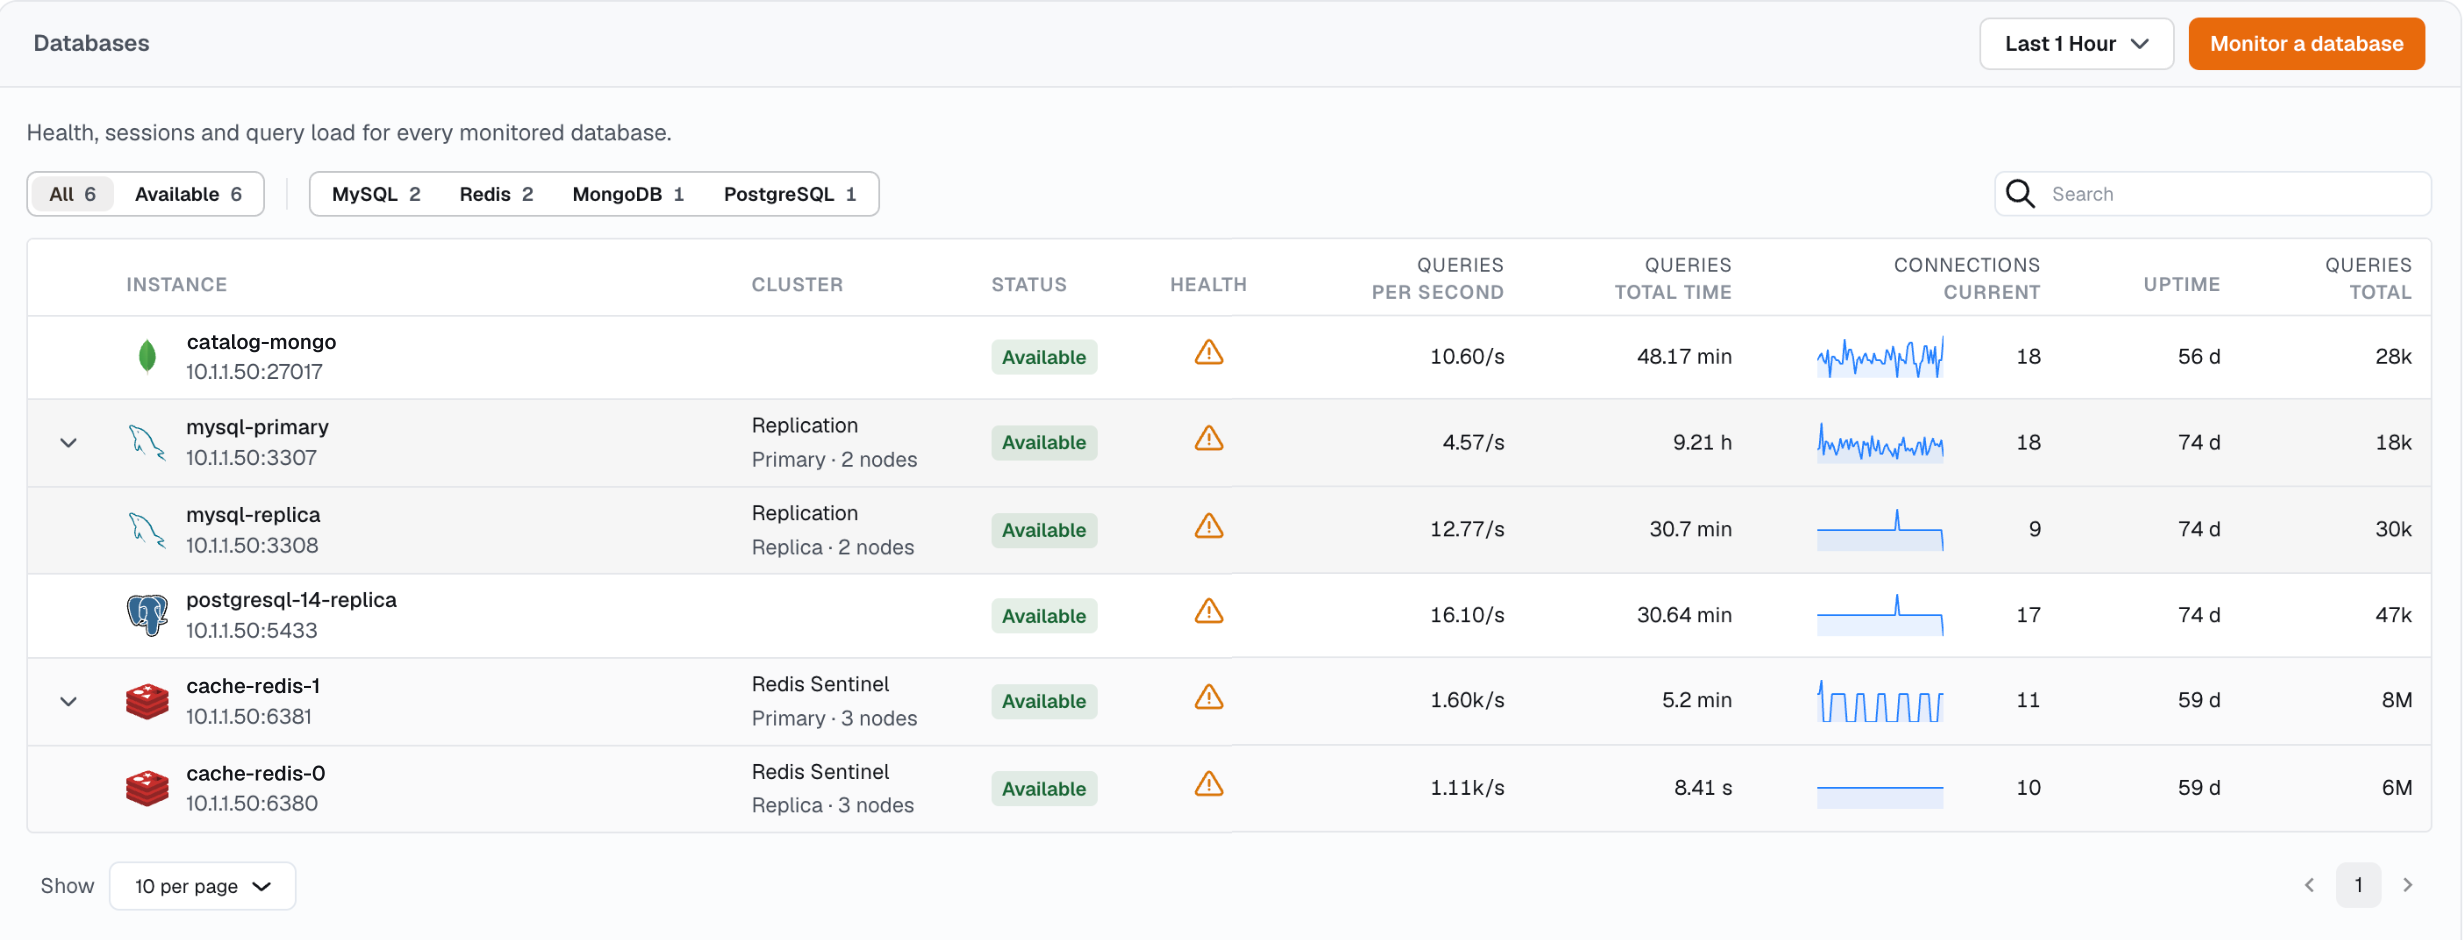 Databases
Last 1 Hour
Monitor a database
Health, sessions and query load for every monitored database.
All 6 Available 6 MySQL 2 Redis 2 MongoDB 1 PostgreSQL 1
Search
INSTANCE CLUSTER STATUS HEALTH QUERIES PER SECOND QUERIES TOTAL TIME CONNECTIONS CURRENT UPTIME QUERIES TOTAL
catalog-mongo
10.1.1.50:27017
Available 10.60/s 48.17 min 18 56 d 28k
mysql-primary
10.1.1.50:3307
Replication
Primary · 2 nodes
Available 4.57/s 9.21 h 18 74 d 18k
mysql-replica
10.1.1.50:3308
Replication
Replica · 2 nodes
Available 12.77/s 30.7 min 9 74 d 30k
postgresql-14-replica
10.1.1.50:5433
Available 16.10/s 30.64 min 17 74 d 47k
cache-redis-1
10.1.1.50:6381
Redis Sentinel
Primary · 3 nodes
Available 1.60k/s 5.2 min 11 59 d 8M
cache-redis-0
10.1.1.50:6380
Redis Sentinel
Replica · 3 nodes
Available 1.11k/s 8.41 s 10 59 d 6M
Show 10 per page
1